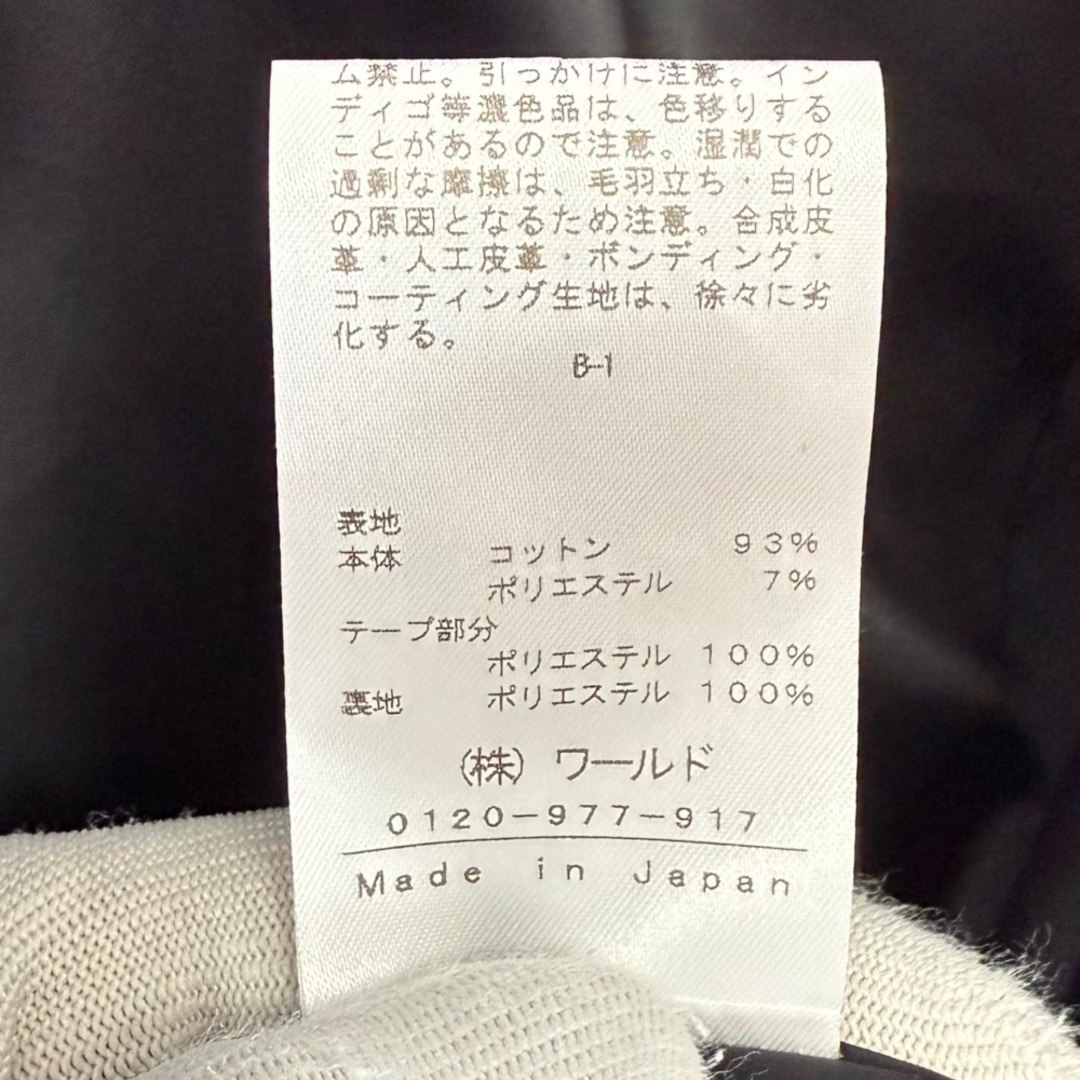 ム禁止。引っかけに注意。イン
ディゴ等濃色品は、色移りする
ことがあるので注意。湿潤での
過剰な摩擦は、毛羽立ち・白化
の原因となるため注意。合成皮
革・人工皮革・ボンディング・
コーティング生地は、徐々に劣
化する。
B-1
表地
本体 コットン 93%
ポリエステル 7%
テープ部分
ポリエステル 100%
裏地 ポリエステル 100%
(株) ワールド
0120-977-917
Made in Japan